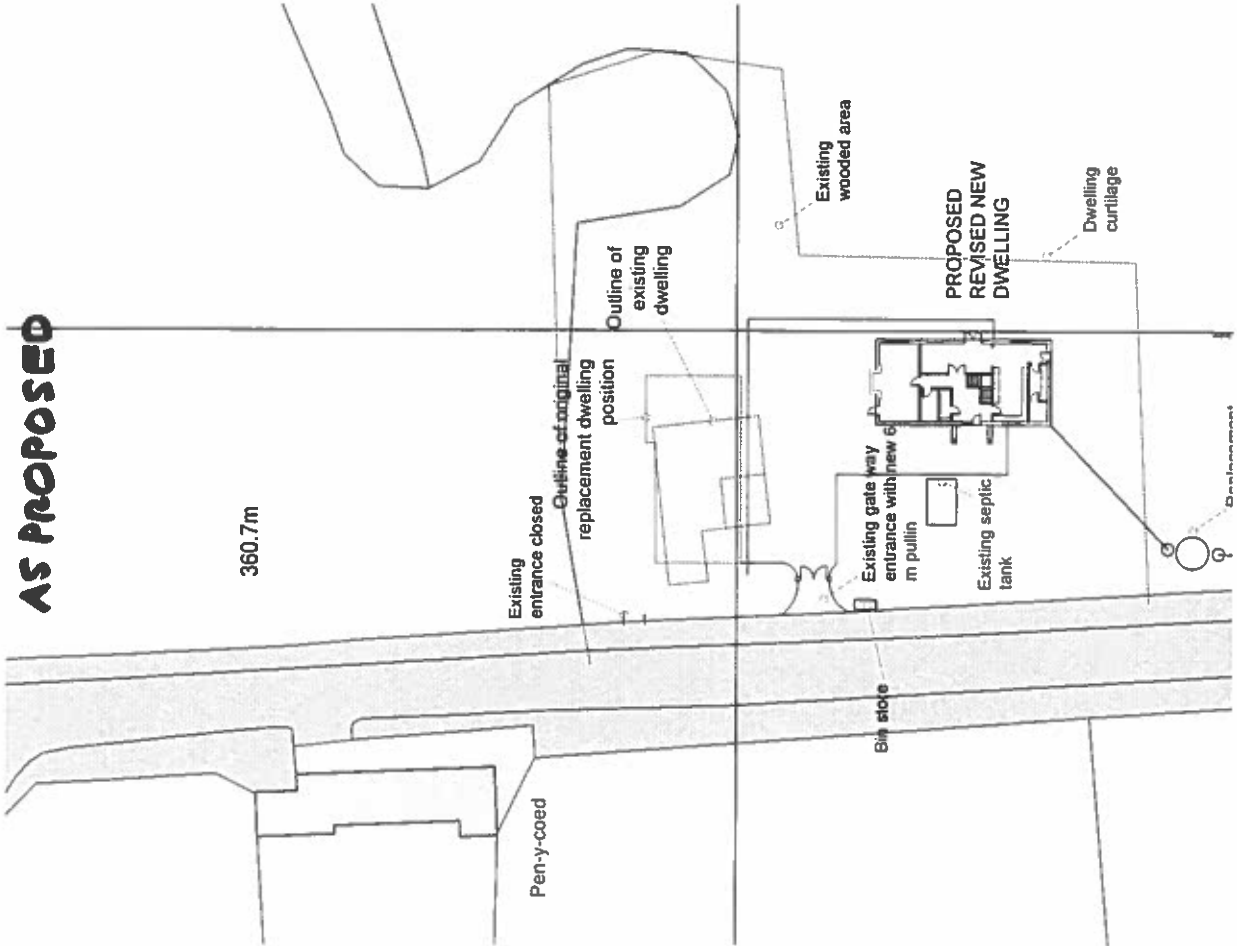 AS PROPOSED
360.7m
Existing
entrance closed
Outline of original
replacement dwelling
position
Outline of
existing
dwelling
Existing
wooded area
PROPOSED
REVISED NEW
DWELLING
Dwelling
curtilage
Existing gate way
entrance with new 6
m pullin
Existing septic
tank
Bin store
Pen-y-coed